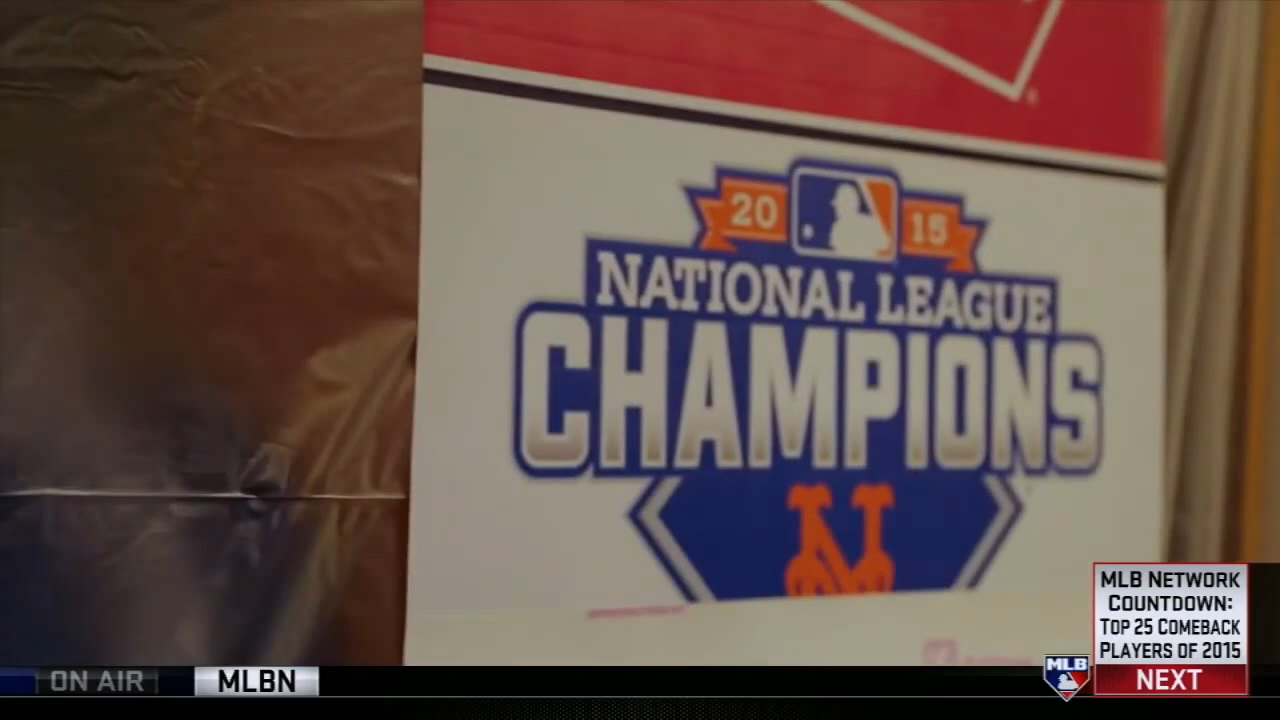 20 15
NATIONAL LEAGUE
CHAMPIONS
ON AIR
MLBN
MLB
MLB NETWORK
COUNTDOWN:
TOP 25 COMEBACK
PLAYERS OF 2015
NEXT